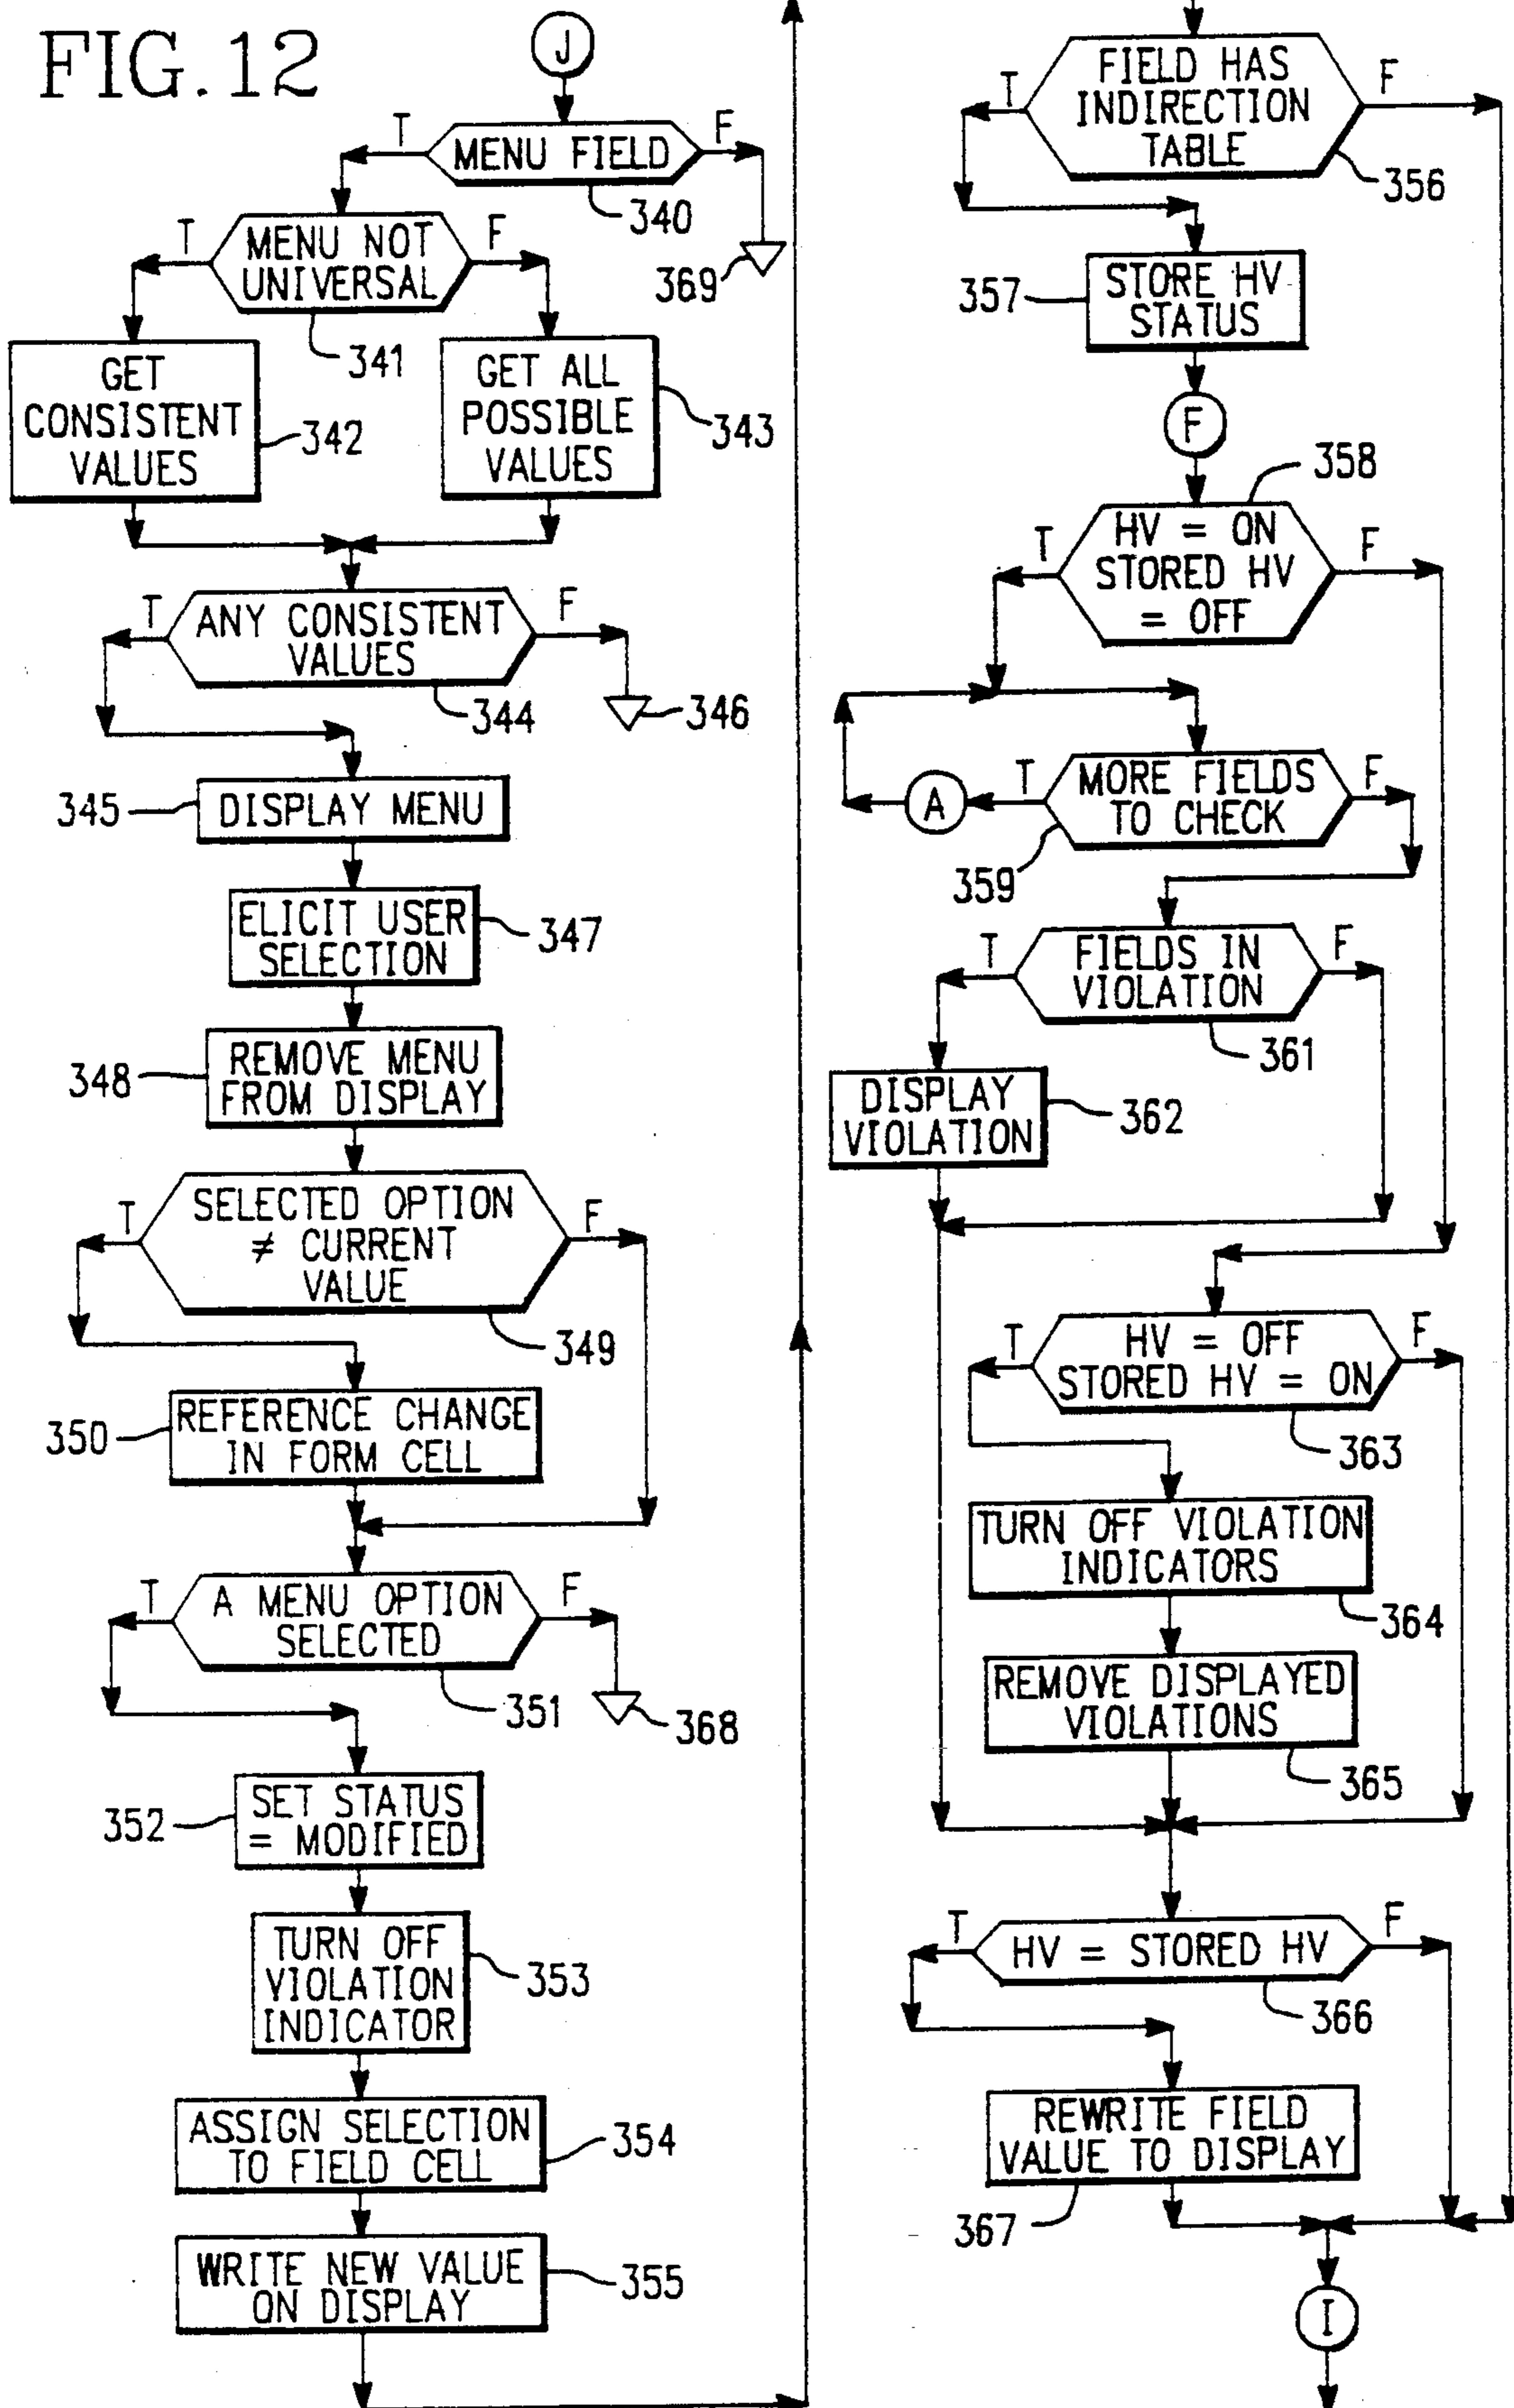 FIG.12
J
T
MENU FIELD
F
340
369
T
MENU NOT
UNIVERSAL
F
341
GET
CONSISTENT
VALUES
342
GET ALL
POSSIBLE
VALUES
343
T
ANY CONSISTENT
VALUES
F
344
346
345
DISPLAY MENU
ELICIT USER
SELECTION
347
348
REMOVE MENU
FROM DISPLAY
T
SELECTED OPTION
≠ CURRENT
VALUE
F
349
350
REFERENCE CHANGE
IN FORM CELL
T
A MENU OPTION
SELECTED
F
351
368
352
SET STATUS
= MODIFIED
TURN OFF
VIOLATION
INDICATOR
353
ASSIGN SELECTION
TO FIELD CELL
354
WRITE NEW VALUE
ON DISPLAY
355
T
FIELD HAS
INDIRECTION
TABLE
F
356
357
STORE HV
STATUS
F
358
T
HV = ON
STORED HV
= OFF
F
A
T
MORE FIELDS
TO CHECK
F
359
T
FIELDS IN
VIOLATION
F
361
DISPLAY
VIOLATION
362
T
HV = OFF
STORED HV = ON
F
363
TURN OFF VIOLATION
INDICATORS
364
REMOVE DISPLAYED
VIOLATIONS
365
T
HV = STORED HV
F
366
REWRITE FIELD
VALUE TO DISPLAY
367
I